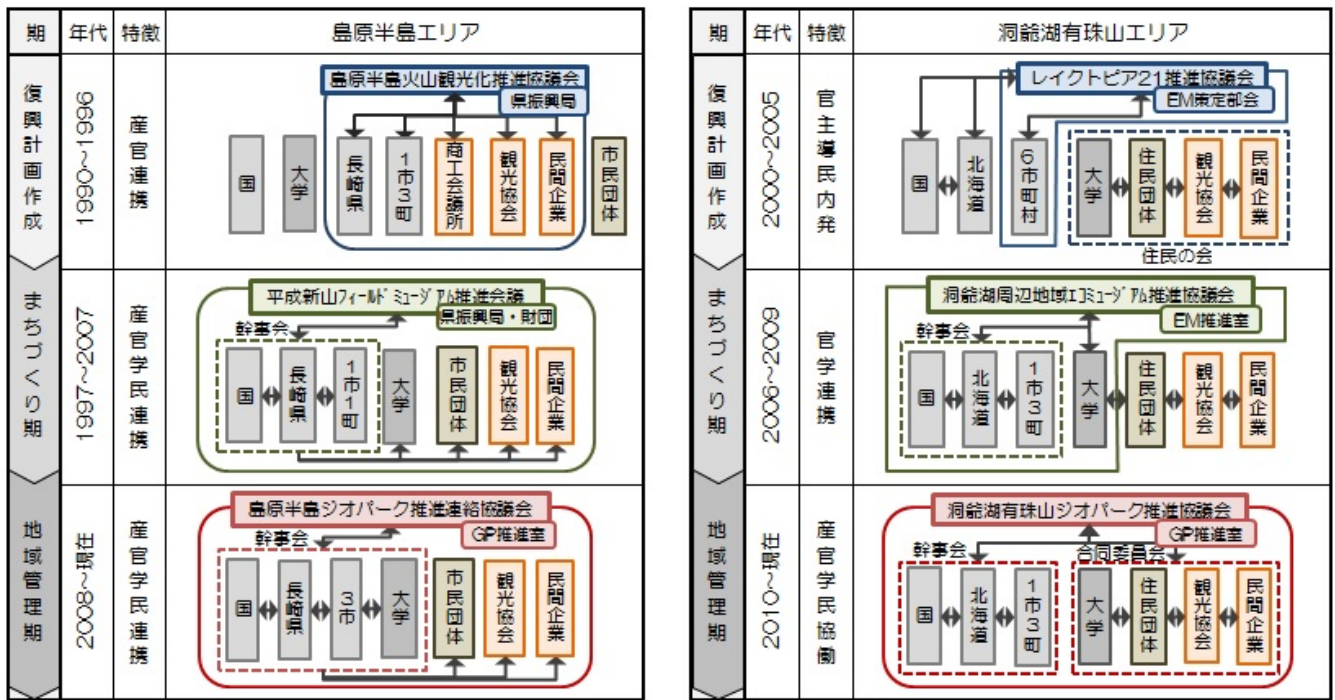 期
年代
特徴
島原半島エリア
復興計画作成
1990～1996
産官連携
島原半島火山観光化推進協議会
県振興局
国
大学
長崎県
1市3町
商工会議所
観光協会
民間企業
市民団体
まちづくり期
1997～2007
産官学民連携
平成新山フィールドミュージアム推進会議
県振興局・財団
幹事会
国
長崎県
1市1町
大学
市民団体
観光協会
民間企業
地域管理期
2008～現在
産官学民連携
島原半島ジオパーク推進連絡協議会
GP推進室
幹事会
国
長崎県
3市
大学
市民団体
観光協会
民間企業
期
年代
特徴
洞爺湖有珠山エリア
復興計画作成
2000～2005
官主導民内発
レイクトピア21推進協議会
EM策定部会
国
北海道
6市町村
大学
住民団体
観光協会
民間企業
住民の会
まちづくり期
2006～2009
官学連携
洞爺湖周辺地域エコミュージアム推進協議会
EM推進室
幹事会
国
北海道
1市3町
大学
住民団体
観光協会
民間企業
地域管理期
2010～現在
産官学民協働
洞爺湖有珠山ジオパーク推進協議会
GP推進室
幹事会
合同委員会
国
北海道
1市3町
大学
住民団体
観光協会
民間企業